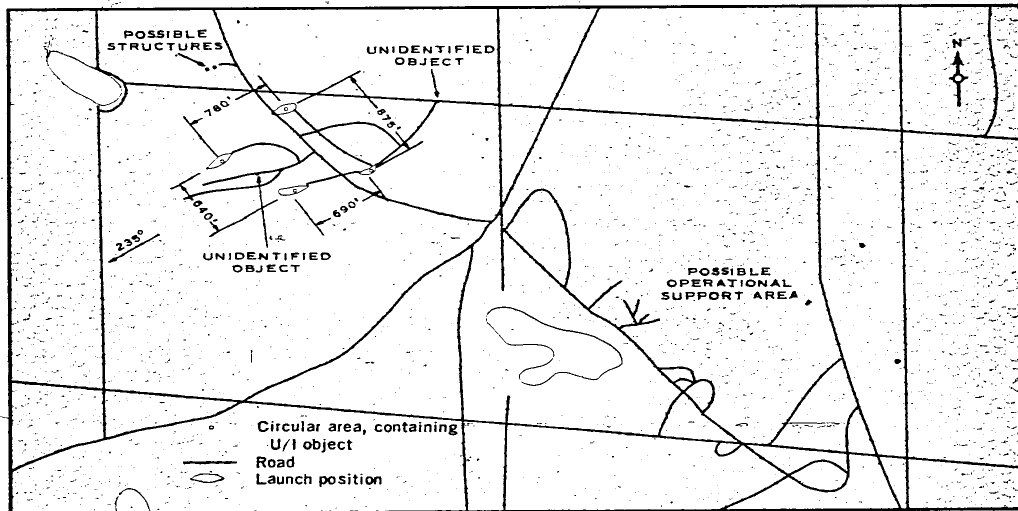 POSSIBLE
STRUCTURES
UNIDENTIFIED
OBJECT
N
780'
675'
640'
690'
235°
UNIDENTIFIED
OBJECT
POSSIBLE
OPERATIONAL
SUPPORT AREA
Circular area, containing
U/I object
Road
Launch position